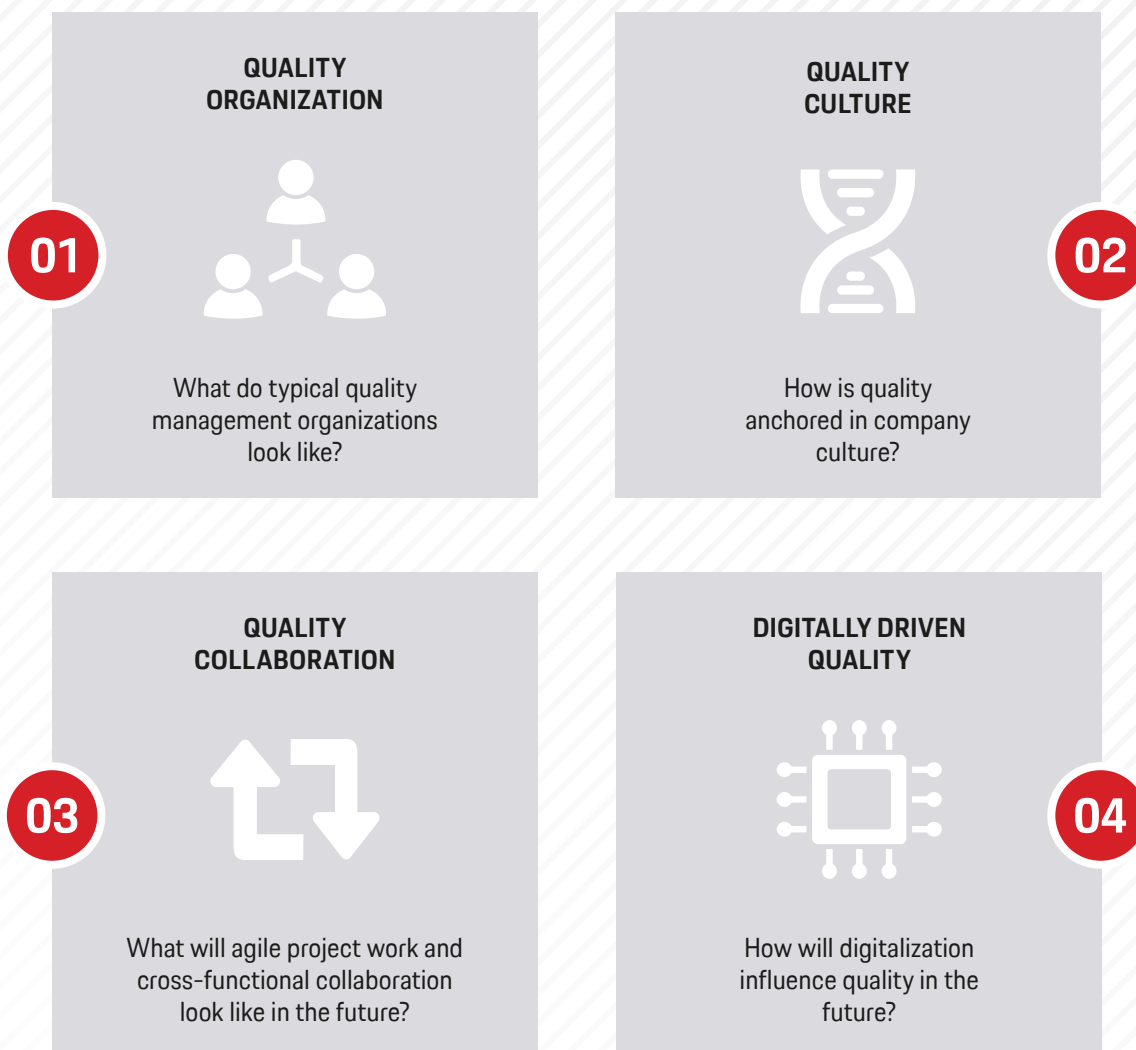 QUALITY
ORGANIZATION
01
What do typical quality
management organizations
look like?
QUALITY
CULTURE
02
How is quality
anchored in company
culture?
QUALITY
COLLABORATION
03
What will agile project work and
cross-functional collaboration
look like in the future?
DIGITALLY DRIVEN
QUALITY
04
How will digitalization
influence quality in the
future?